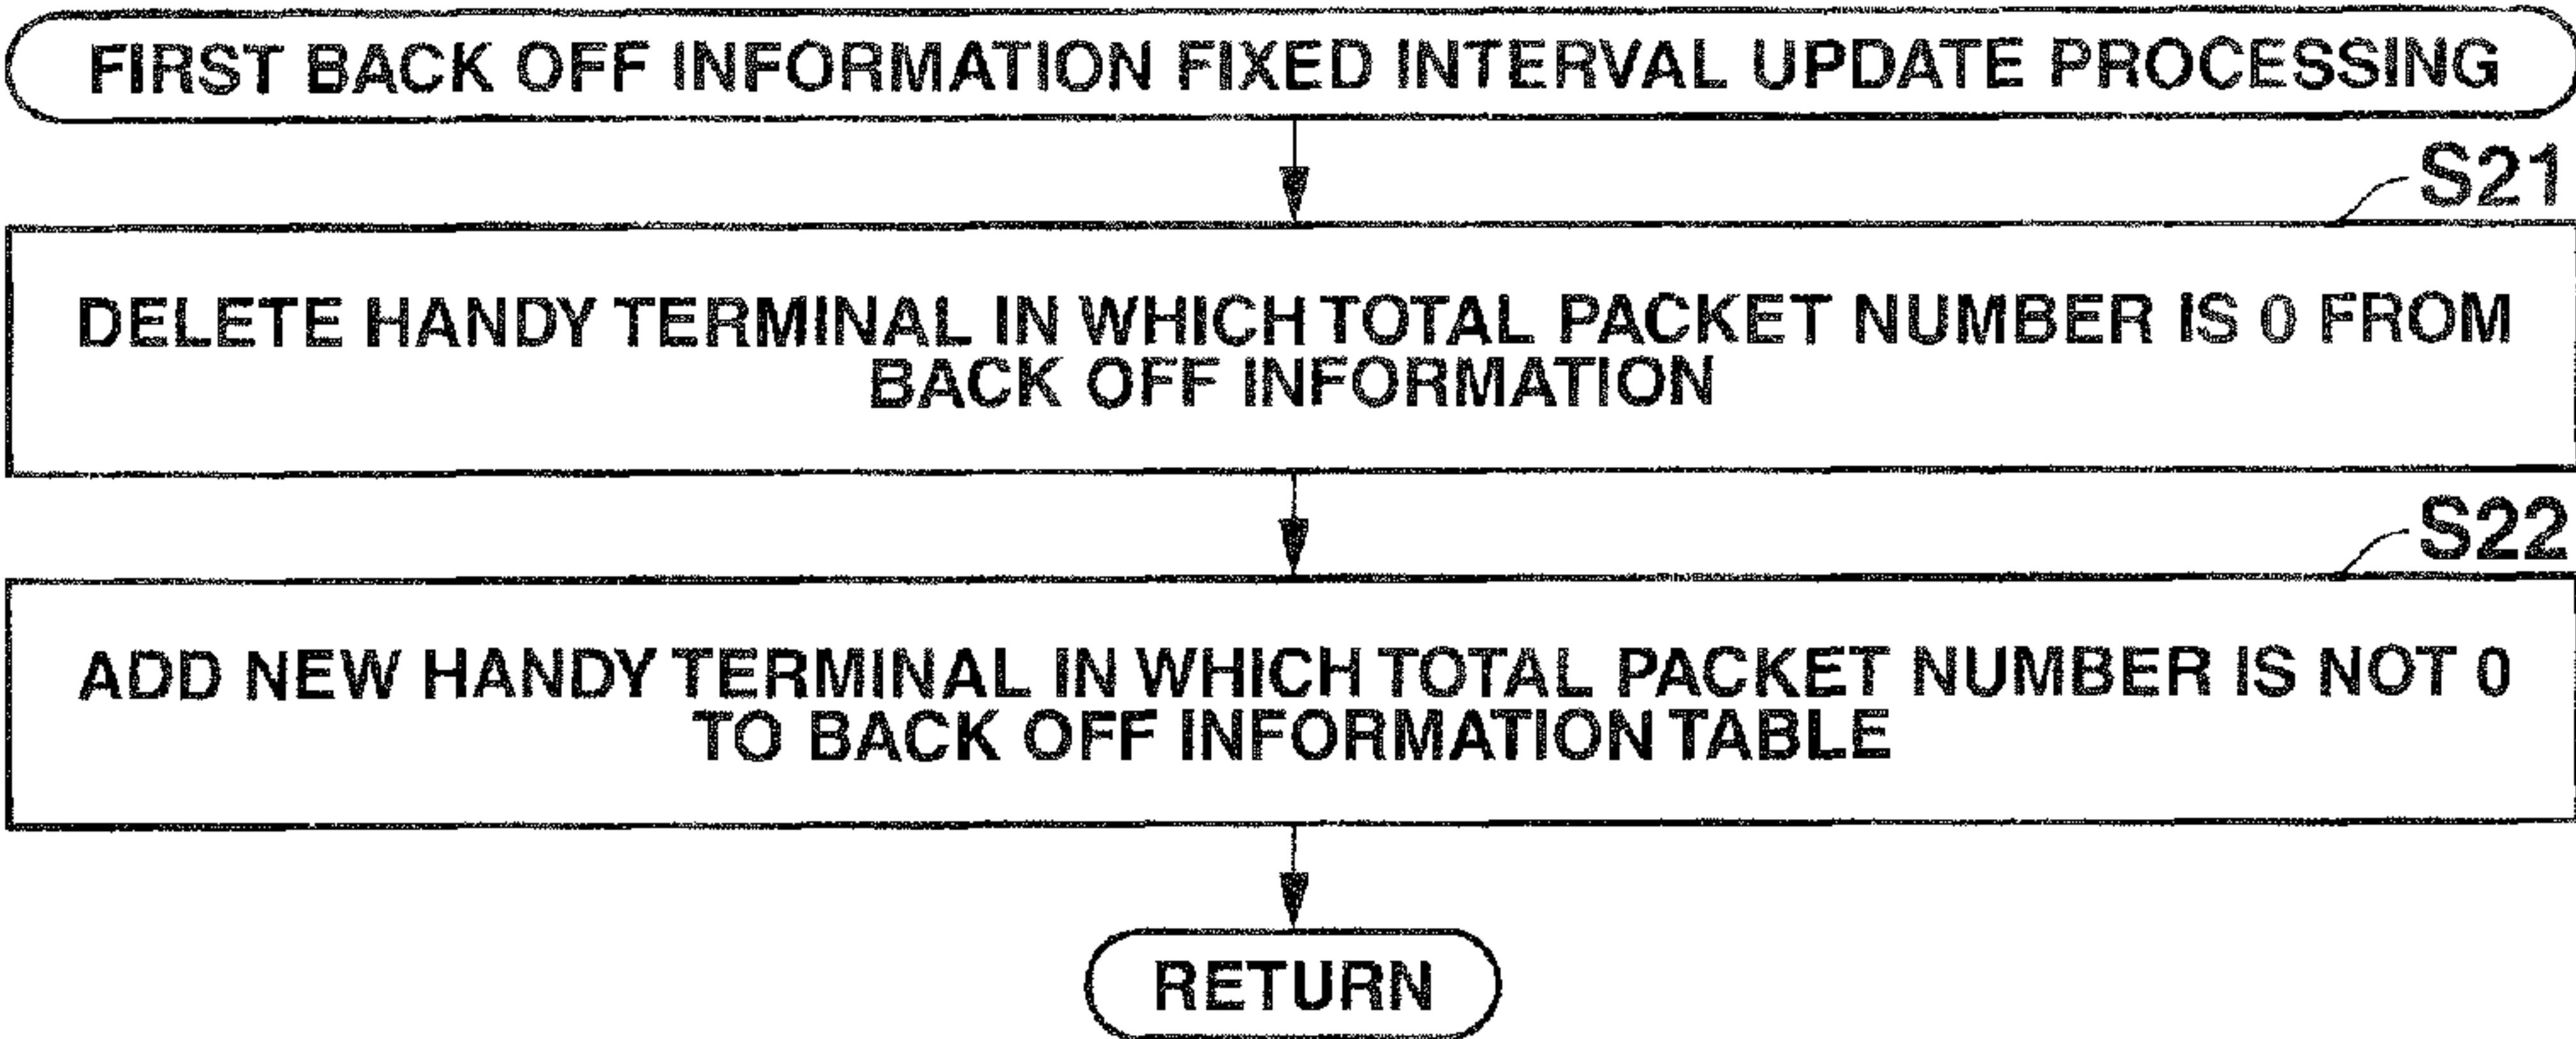 FIRST BACK OFF INFORMATION FIXED INTERVAL UPDATE PROCESSING
S21
DELETE HANDY TERMINAL IN WHICH TOTAL PACKET NUMBER IS 0 FROM
BACK OFF INFORMATION
S22
ADD NEW HANDY TERMINAL IN WHICH TOTAL PACKET NUMBER IS NOT 0
TO BACK OFF INFORMATION TABLE
RETURN